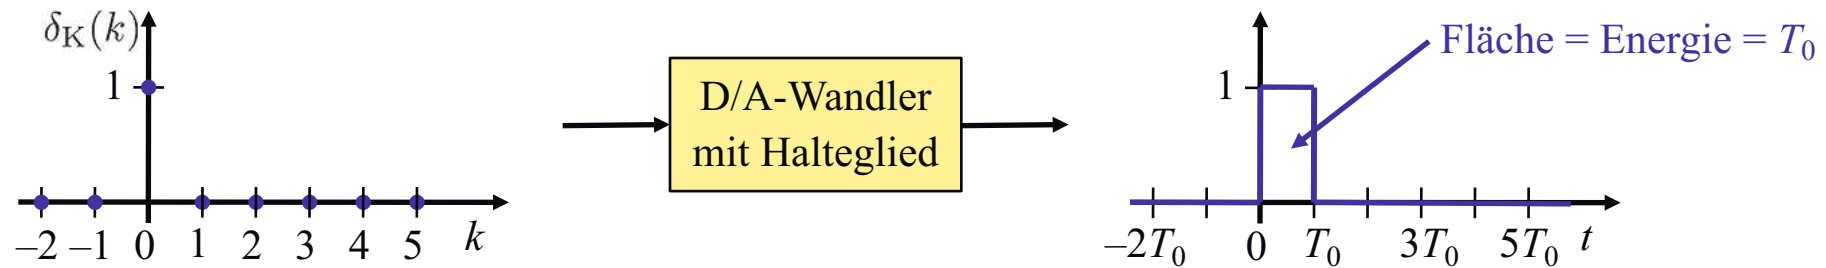 δ_K(k)
1
–2 –1 0 1 2 3 4 5 k
D/A-Wandler
mit Halteglied
Fläche = Energie = T₀
1
–2T₀ 0 T₀ 3T₀ 5T₀ t